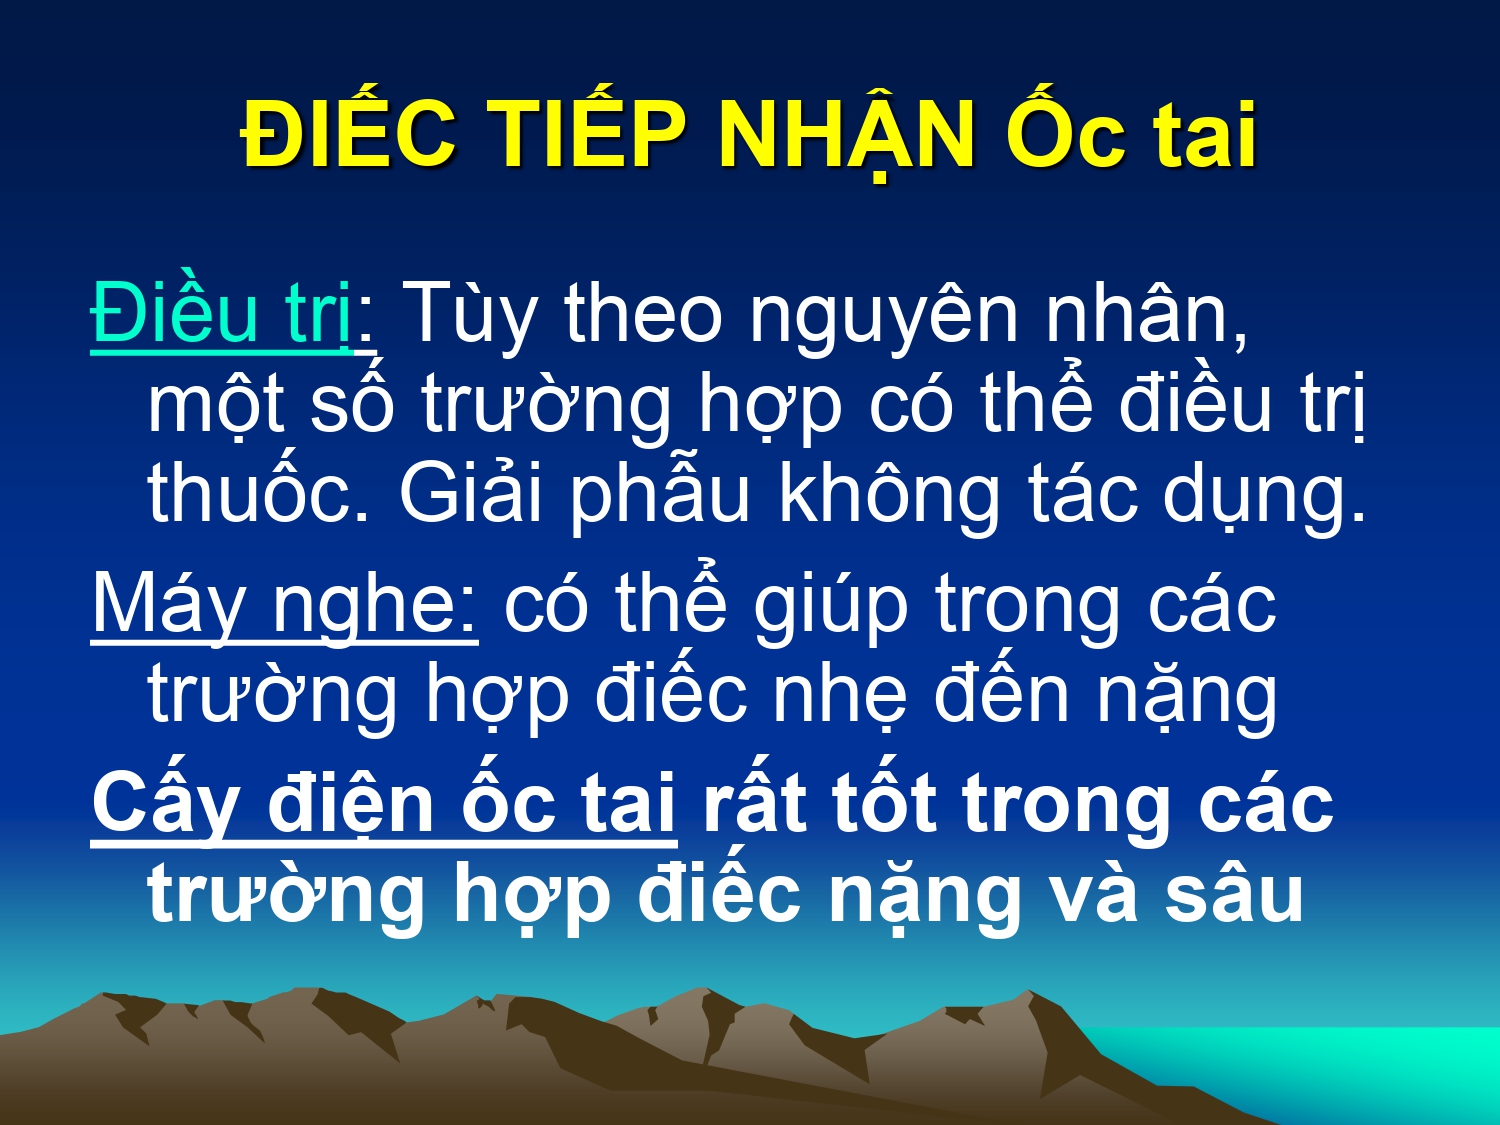 ĐIẾC TIẾP NHẬN Ốc tai
Điều trị: Tùy theo nguyên nhân,
một số trường hợp có thể điều trị
thuốc. Giải phẫu không tác dụng.
Máy nghe: có thể giúp trong các
trường hợp điếc nhẹ đến nặng
Cấy điện ốc tai rất tốt trong các
trường hợp điếc nặng và sâu